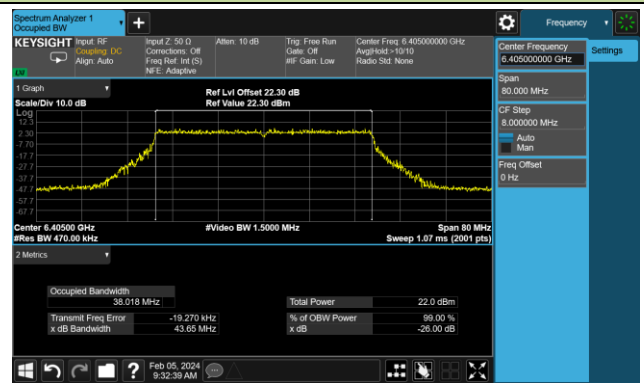 Spectrum Analyzer 1
Occupied BW
Frequency
KEYSIGHT
Input: RF
Coupling: DC
Align: Auto
Input Z: 50 Ω
Corrections: Off
Freq Ref: Int (S)
NFE: Adaptive
Atten: 10 dB
Trig: Free Run
Gate: Off
#IF Gain: Low
Center Freq: 6.405000000 GHz
Avg|Hold:>10/10
Radio Std: None
LU
Center Frequency
6.405000000 GHz
Settings
Span
80.000 MHz
CF Step
8.000000 MHz
Auto
Man
Freq Offset
0 Hz
1 Graph
Scale/Div 10.0 dB
Ref Lvl Offset 22.30 dB
Ref Value 22.30 dBm
Log
12.3
2.30
-7.70
-17.7
-27.7
-37.7
-47.7
-57.7
-67.7
Center 6.40500 GHz
#Video BW 1.5000 MHz
Span 80 MHz
#Res BW 470.00 kHz
Sweep 1.07 ms (2001 pts)
2 Metrics
Occupied Bandwidth
38.018 MHz
Total Power 22.0 dBm
Transmit Freq Error -19.270 kHz
% of OBW Power 99.00 %
x dB Bandwidth 43.65 MHz
x dB -26.00 dB
Feb 05, 2024
9:32:39 AM